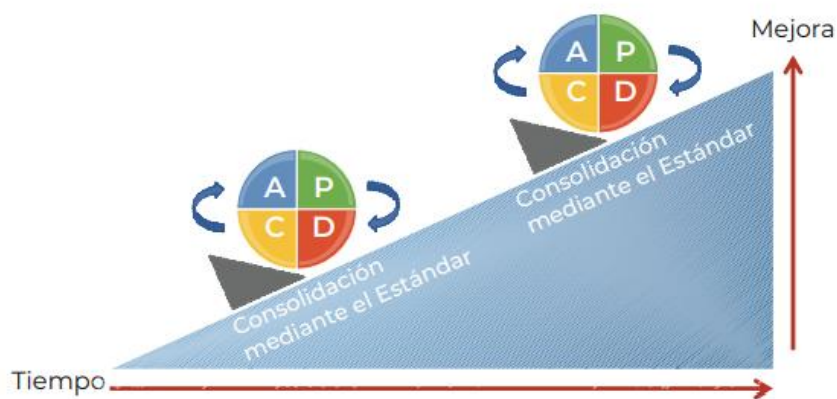 Mejora
A P
C D
Consolidación
mediante el Estándar
A P
C D
Consolidación
mediante el Estándar
Tiempo